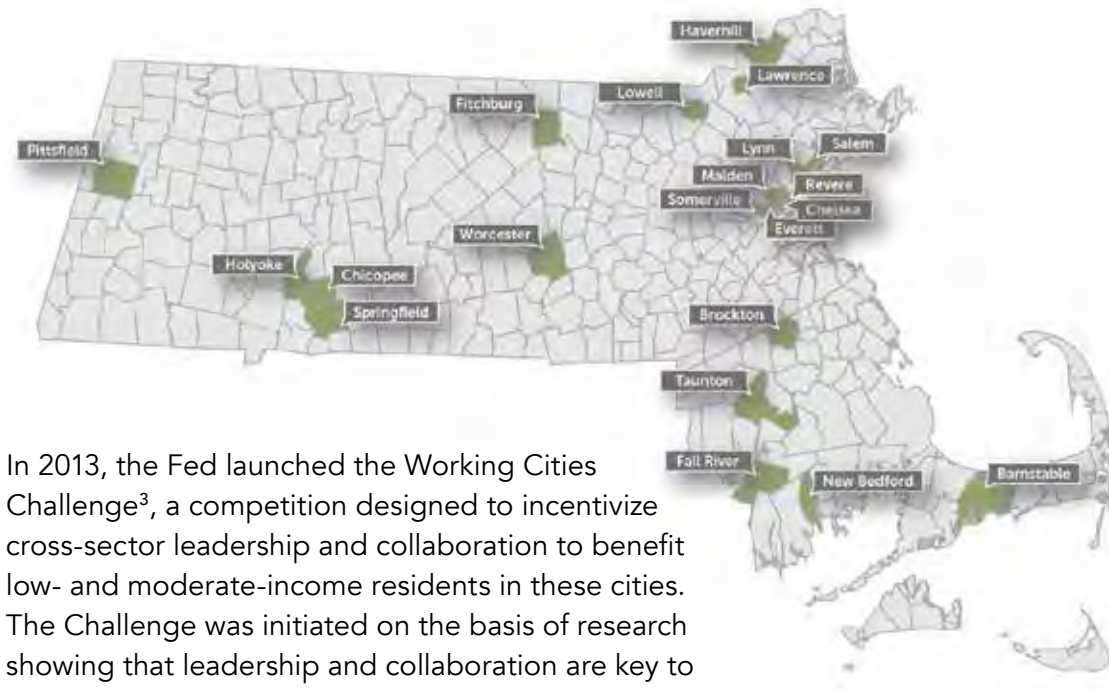 Haverhill
Lawrence
Lowell
Fitchburg
Lynn
Salem
Pittsfield
Malden
Revere
Somerville
Chelsea
Everett
Worcester
Holyoke
Chicopee
Springfield
Brockton
Taunton
Fall River
New Bedford
Barnstable
In 2013, the Fed launched the Working Cities
Challenge³, a competition designed to incentivize
cross-sector leadership and collaboration to benefit
low- and moderate-income residents in these cities.
The Challenge was initiated on the basis of research
showing that leadership and collaboration are key to